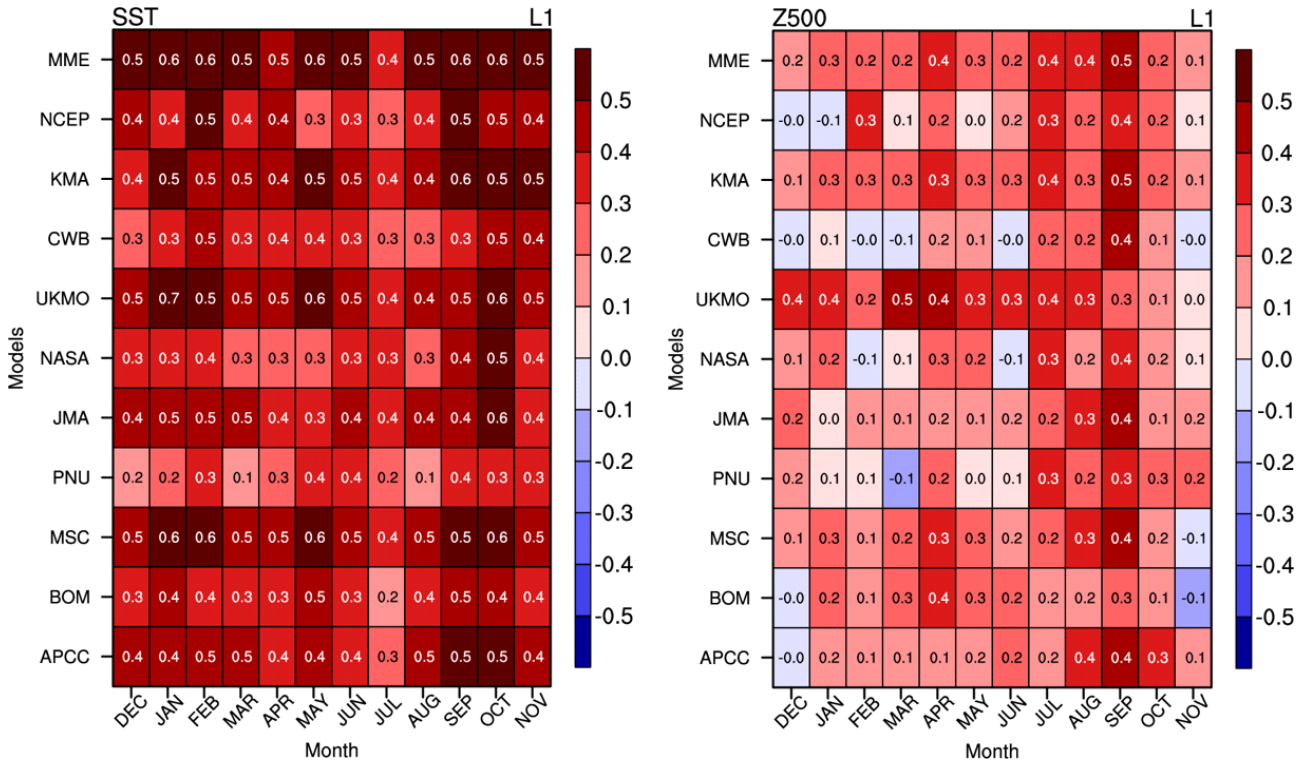 SST L1
MME 0.5 0.6 0.6 0.5 0.5 0.6 0.5 0.4 0.5 0.6 0.6 0.5
NCEP 0.4 0.4 0.5 0.4 0.4 0.3 0.3 0.3 0.4 0.5 0.5 0.4
KMA 0.4 0.5 0.5 0.5 0.4 0.5 0.5 0.4 0.4 0.6 0.5 0.5
CWB 0.3 0.3 0.5 0.3 0.4 0.4 0.3 0.3 0.3 0.3 0.5 0.4
UKMO 0.5 0.7 0.5 0.5 0.5 0.6 0.5 0.4 0.4 0.5 0.6 0.5
NASA 0.3 0.3 0.4 0.3 0.3 0.3 0.3 0.3 0.3 0.4 0.5 0.4
JMA 0.4 0.5 0.5 0.5 0.4 0.3 0.4 0.4 0.4 0.4 0.6 0.4
PNU 0.2 0.2 0.3 0.1 0.3 0.4 0.4 0.2 0.1 0.4 0.3 0.3
MSC 0.5 0.6 0.6 0.5 0.5 0.6 0.5 0.4 0.5 0.5 0.6 0.5
BOM 0.3 0.4 0.4 0.3 0.3 0.5 0.3 0.2 0.4 0.5 0.4 0.4
APCC 0.4 0.4 0.5 0.5 0.4 0.4 0.4 0.3 0.5 0.5 0.5 0.4
DEC JAN FEB MAR APR MAY JUN JUL AUG SEP OCT NOV
Month
Models
0.5
0.4
0.3
0.2
0.1
0.0
-0.1
-0.2
-0.3
-0.4
-0.5
Z500 L1
MME 0.2 0.3 0.2 0.2 0.4 0.3 0.2 0.4 0.4 0.5 0.2 0.1
NCEP -0.0 -0.1 0.3 0.1 0.2 0.0 0.2 0.3 0.2 0.4 0.2 0.1
KMA 0.1 0.3 0.3 0.3 0.3 0.3 0.3 0.4 0.3 0.5 0.2 0.1
CWB -0.0 0.1 -0.0 -0.1 0.2 0.1 -0.0 0.2 0.2 0.4 0.1 -0.0
UKMO 0.4 0.4 0.2 0.5 0.4 0.3 0.3 0.4 0.3 0.3 0.1 0.0
NASA 0.1 0.2 -0.1 0.1 0.3 0.2 -0.1 0.3 0.2 0.4 0.2 0.1
JMA 0.2 0.0 0.1 0.1 0.2 0.1 0.2 0.2 0.3 0.4 0.1 0.2
PNU 0.2 0.1 0.1 -0.1 0.2 0.0 0.1 0.3 0.2 0.3 0.3 0.2
MSC 0.1 0.3 0.1 0.2 0.3 0.3 0.2 0.2 0.3 0.4 0.2 -0.1
BOM -0.0 0.2 0.1 0.3 0.4 0.3 0.2 0.2 0.2 0.3 0.1 -0.1
APCC -0.0 0.2 0.1 0.1 0.1 0.2 0.2 0.2 0.4 0.4 0.3 0.1
DEC JAN FEB MAR APR MAY JUN JUL AUG SEP OCT NOV
Month
Models
0.5
0.4
0.3
0.2
0.1
0.0
-0.1
-0.2
-0.3
-0.4
-0.5